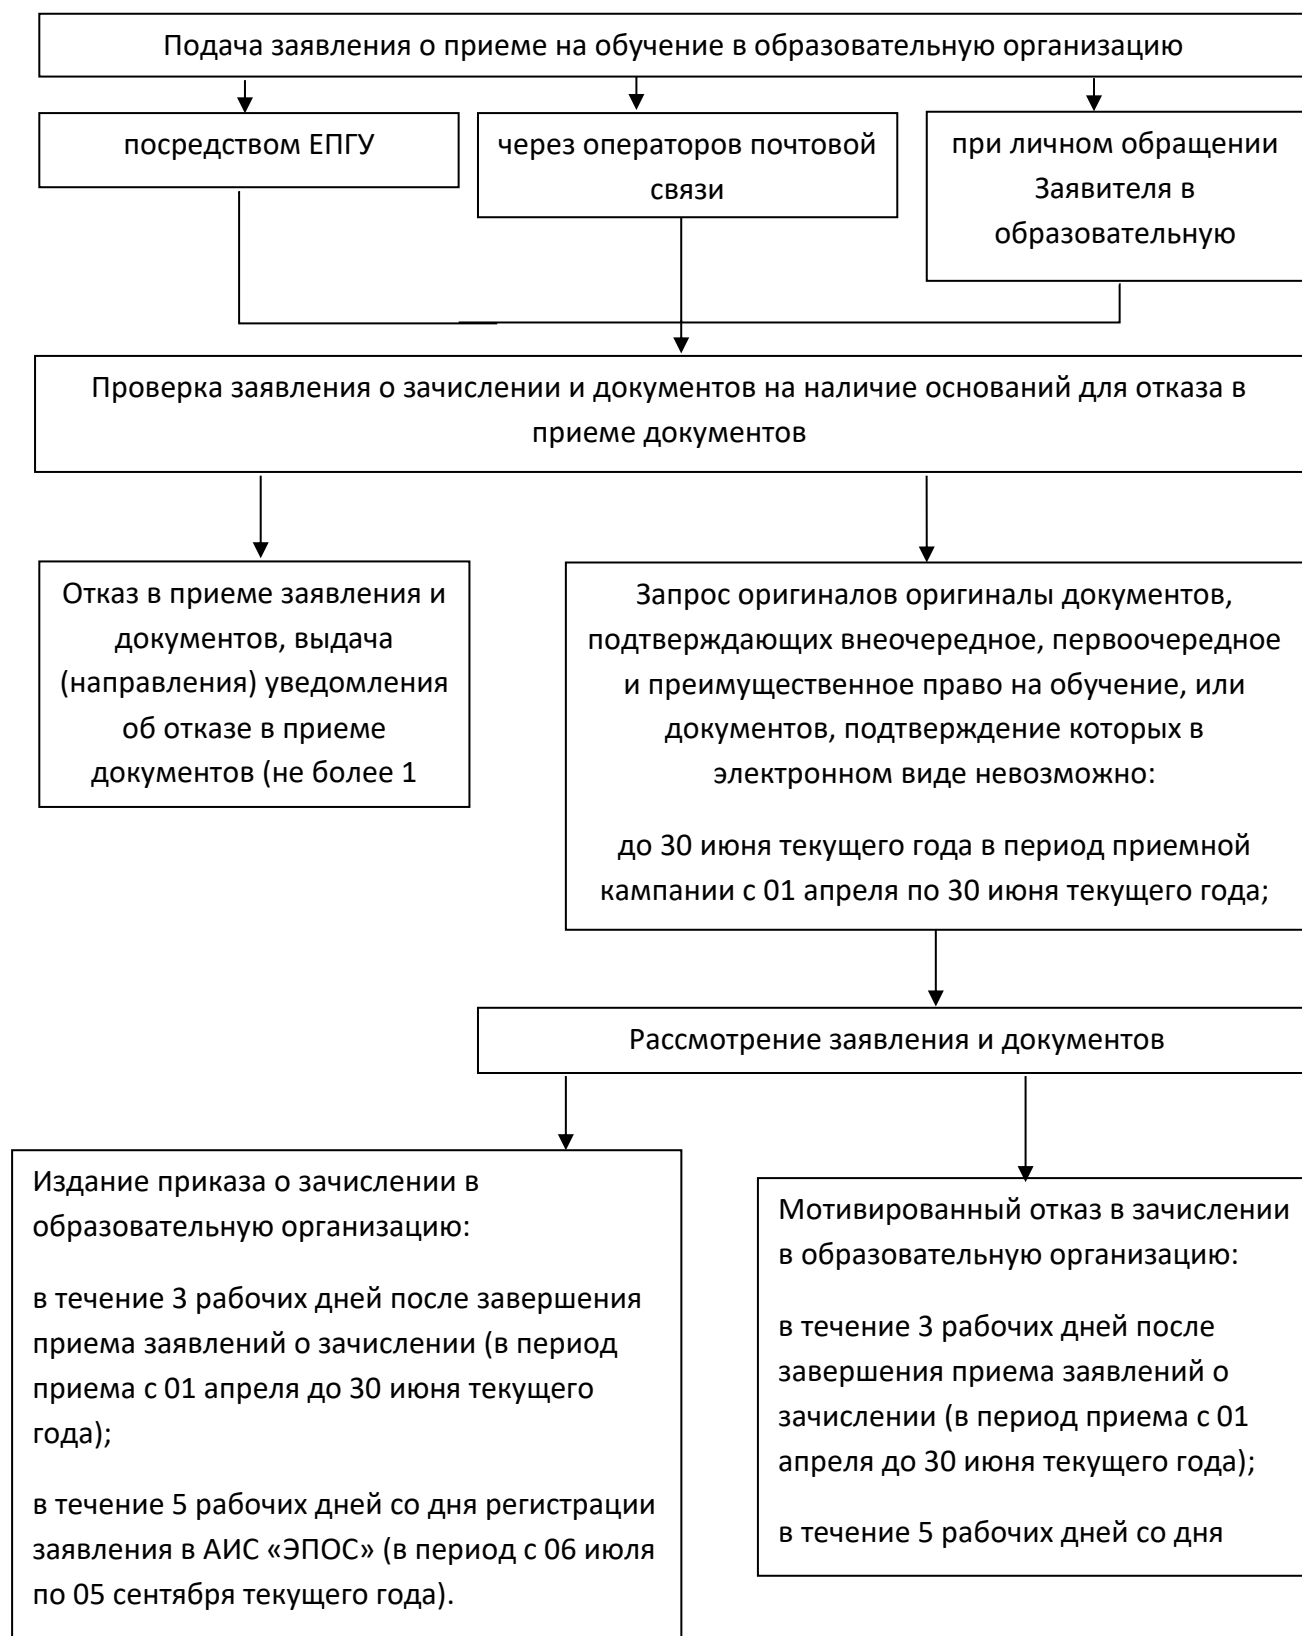 Подача заявления о приеме на обучение в образовательную организацию
посредством ЕПГУ
через операторов почтовой
связи
при личном обращении
Заявителя в
образовательную
Проверка заявления о зачислении и документов на наличие оснований для отказа в
приеме документов
Отказ в приеме заявления и
документов, выдача
(направления) уведомления
об отказе в приеме
документов (не более 1
Запрос оригиналов оригиналы документов,
подтверждающих внеочередное, первоочередное
и преимущественное право на обучение, или
документов, подтверждение которых в
электронном виде невозможно:
до 30 июня текущего года в период приемной
кампании с 01 апреля по 30 июня текущего года;
Рассмотрение заявления и документов
Издание приказа о зачислении в
образовательную организацию:
в течение 3 рабочих дней после завершения
приема заявлений о зачислении (в период
приема с 01 апреля до 30 июня текущего
года);
в течение 5 рабочих дней со дня регистрации
заявления в АИС «ЭПОС» (в период с 06 июля
по 05 сентября текущего года).
Мотивированный отказ в зачислении
в образовательную организацию:
в течение 3 рабочих дней после
завершения приема заявлений о
зачислении (в период приема с 01
апреля до 30 июня текущего года);
в течение 5 рабочих дней со дня